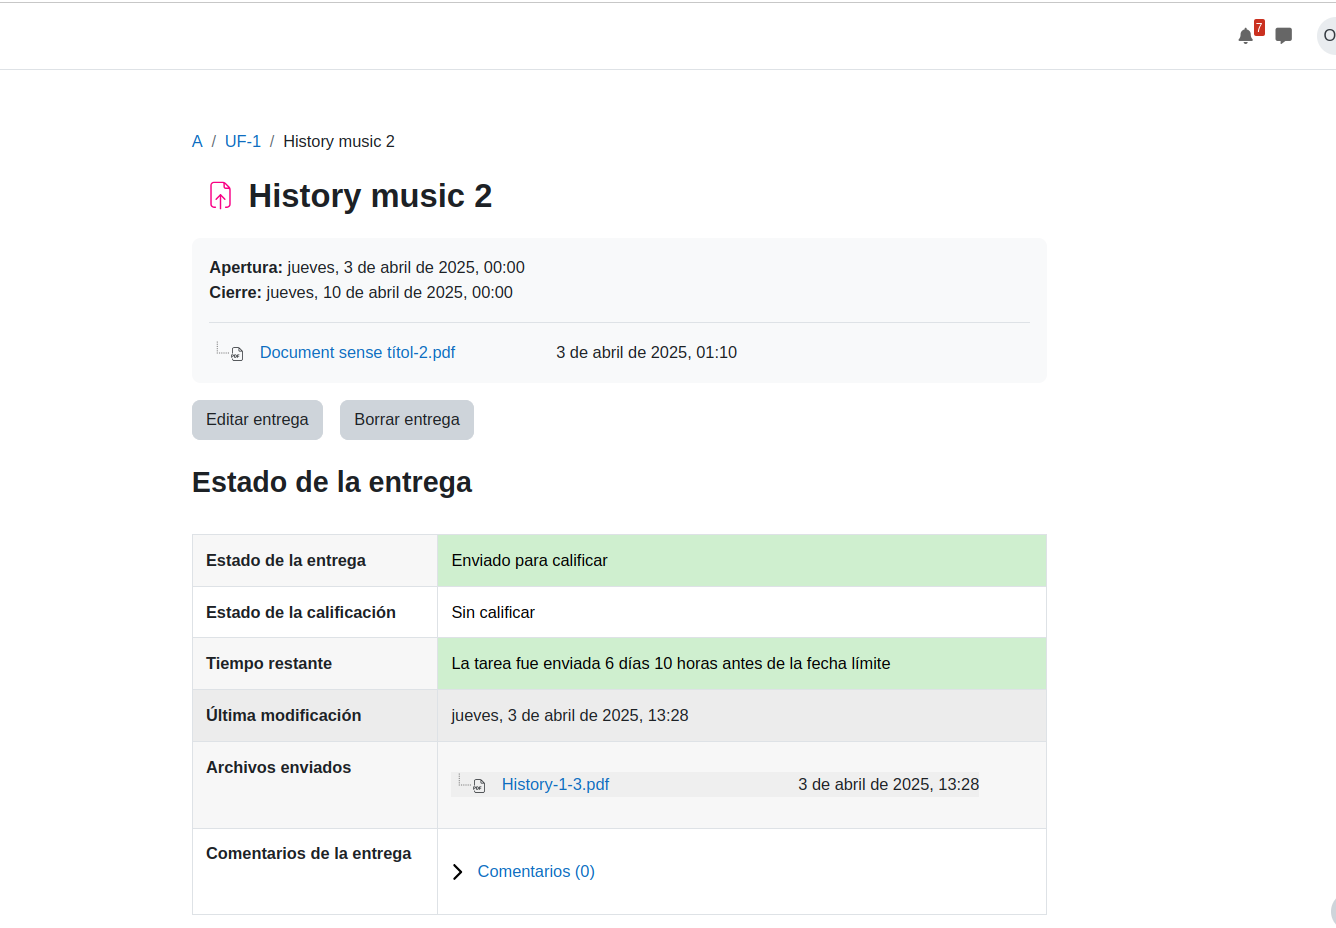 7
O
A / UF-1 / History music 2
History music 2
Apertura: jueves, 3 de abril de 2025, 00:00
Cierre: jueves, 10 de abril de 2025, 00:00
Document sense títol-2.pdf 3 de abril de 2025, 01:10
Editar entrega Borrar entrega
Estado de la entrega
Estado de la entrega Enviado para calificar
Estado de la calificación Sin calificar
Tiempo restante La tarea fue enviada 6 días 10 horas antes de la fecha límite
Última modificación jueves, 3 de abril de 2025, 13:28
Archivos enviados
PDF History-1-3.pdf 3 de abril de 2025, 13:28
Comentarios de la entrega
Comentarios (0)